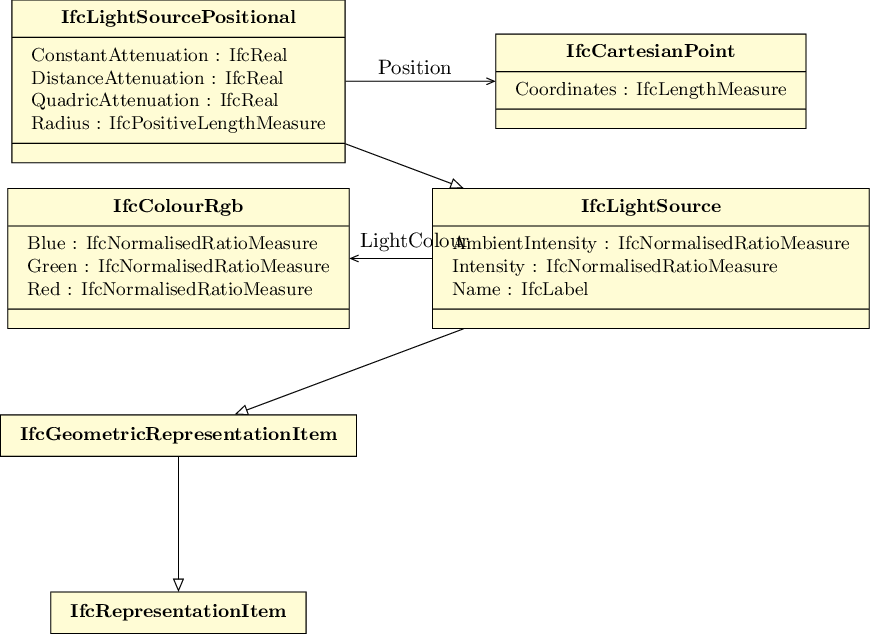 IfcLightSourcePositional
ConstantAttenuation : IfcReal
DistanceAttenuation : IfcReal
QuadricAttenuation : IfcReal
Radius : IfcPositiveLengthMeasure
Position
IfcCartesianPoint
Coordinates : IfcLengthMeasure
IfcColourRgb
Blue : IfcNormalisedRatioMeasure
Green : IfcNormalisedRatioMeasure
Red : IfcNormalisedRatioMeasure
LightColour
IfcLightSource
AmbientIntensity : IfcNormalisedRatioMeasure
Intensity : IfcNormalisedRatioMeasure
Name : IfcLabel
IfcGeometricRepresentationItem
IfcRepresentationItem